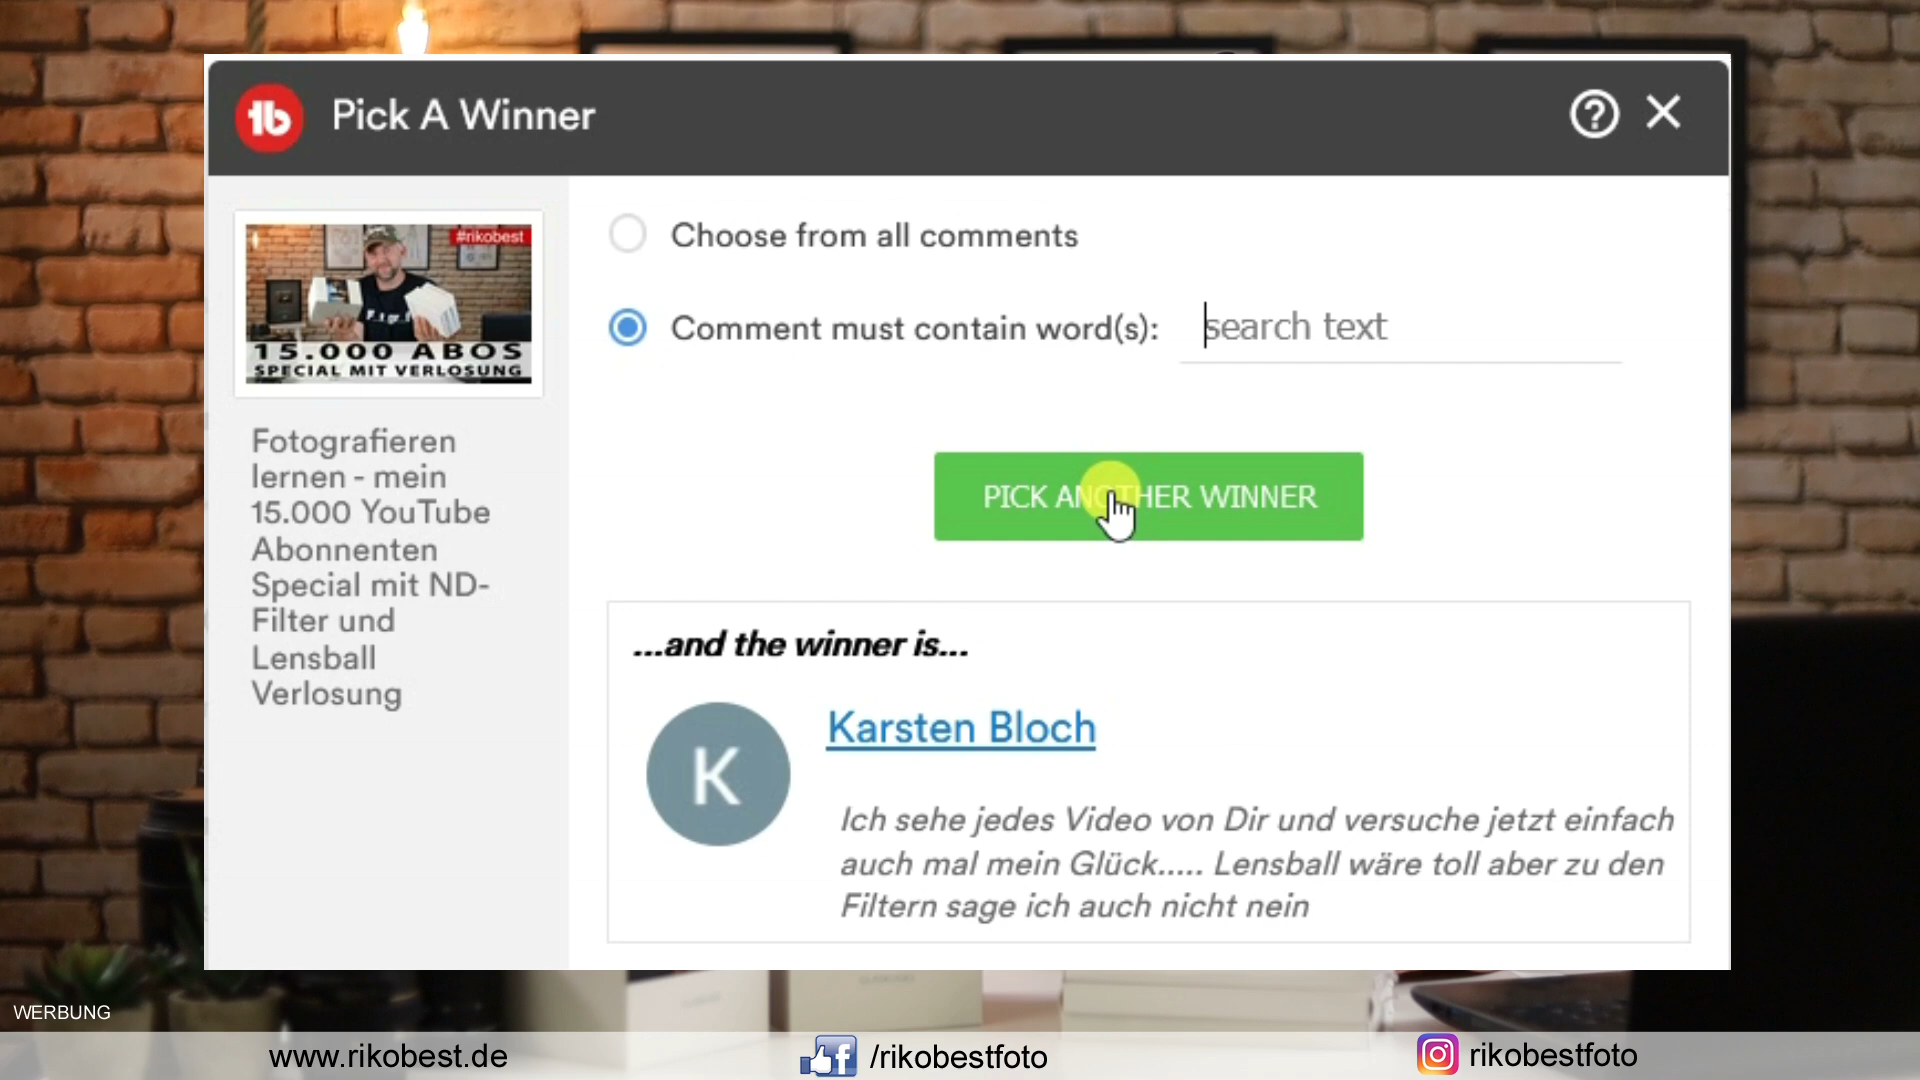 Pick A Winner
#rikobest
15.000 ABOS
SPECIAL MIT VERLOSUNG
Fotografieren
lernen - mein
15.000 YouTube
Abonnenten
Special mit ND-
Filter und
Lensball
Verlosung
Choose from all comments
Comment must contain word(s): search text
PICK ANOTHER WINNER
...and the winner is...
K
Karsten Bloch
Ich sehe jedes Video von Dir und versuche jetzt einfach
auch mal mein Glück..... Lensball wäre toll aber zu den
Filtern sage ich auch nicht nein
WERBUNG
www.rikobest.de
/rikobestfoto
rikobestfoto